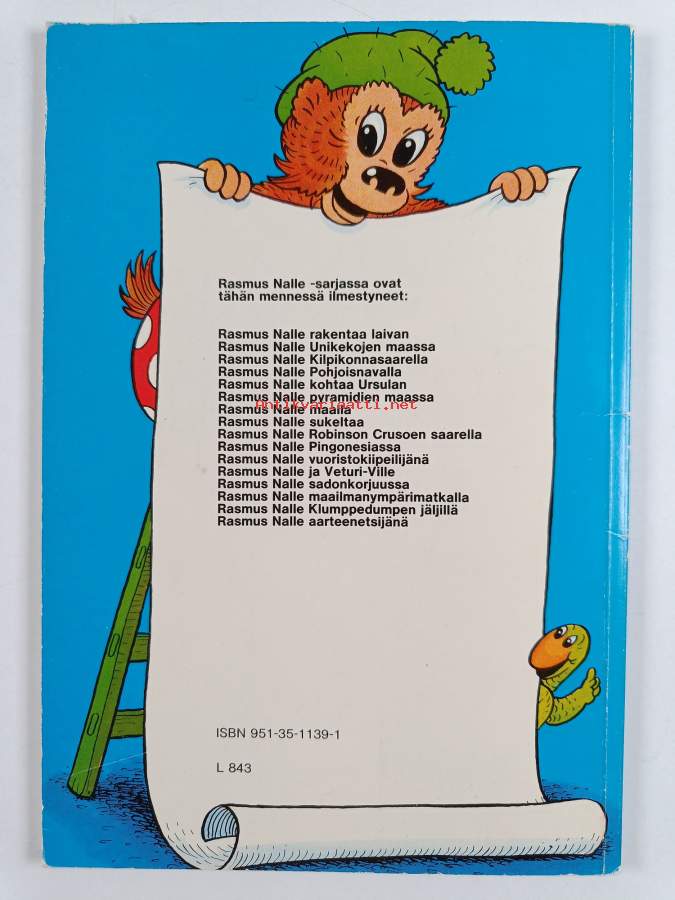 Rasmus Nalle -sarjassa ovat
tähän mennessä ilmestyneet:
Rasmus Nalle rakentaa laivan
Rasmus Nalle Unikekojen maassa
Rasmus Nalle Kilpikonnasaarella
Rasmus Nalle Pohjoisnavalla
Rasmus Nalle kohtaa Ursulan
Rasmus Nalle pyramidien maassa
Antikvariaatti.net
Rasmus Nalle maalla
Rasmus Nalle sukeltaa
Rasmus Nalle Robinson Crusoen saarella
Rasmus Nalle Pingonesiassa
Rasmus Nalle vuoristokiipeilijänä
Rasmus Nalle ja Veturi-Ville
Rasmus Nalle sadonkorjuussa
Rasmus Nalle maailmanympärimatkalla
Rasmus Nalle Klumppedumpen jäljillä
Rasmus Nalle aarteenetsijänä
ISBN 951-35-1139-1
L 843